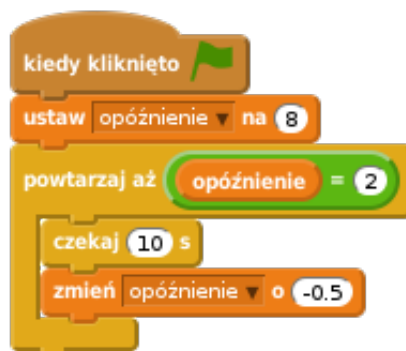 kiedy kliknięto
ustaw opóźnienie na 8
powtarzaj aż opóźnienie = 2
czekaj 10 s
zmień opóźnienie o -0.5